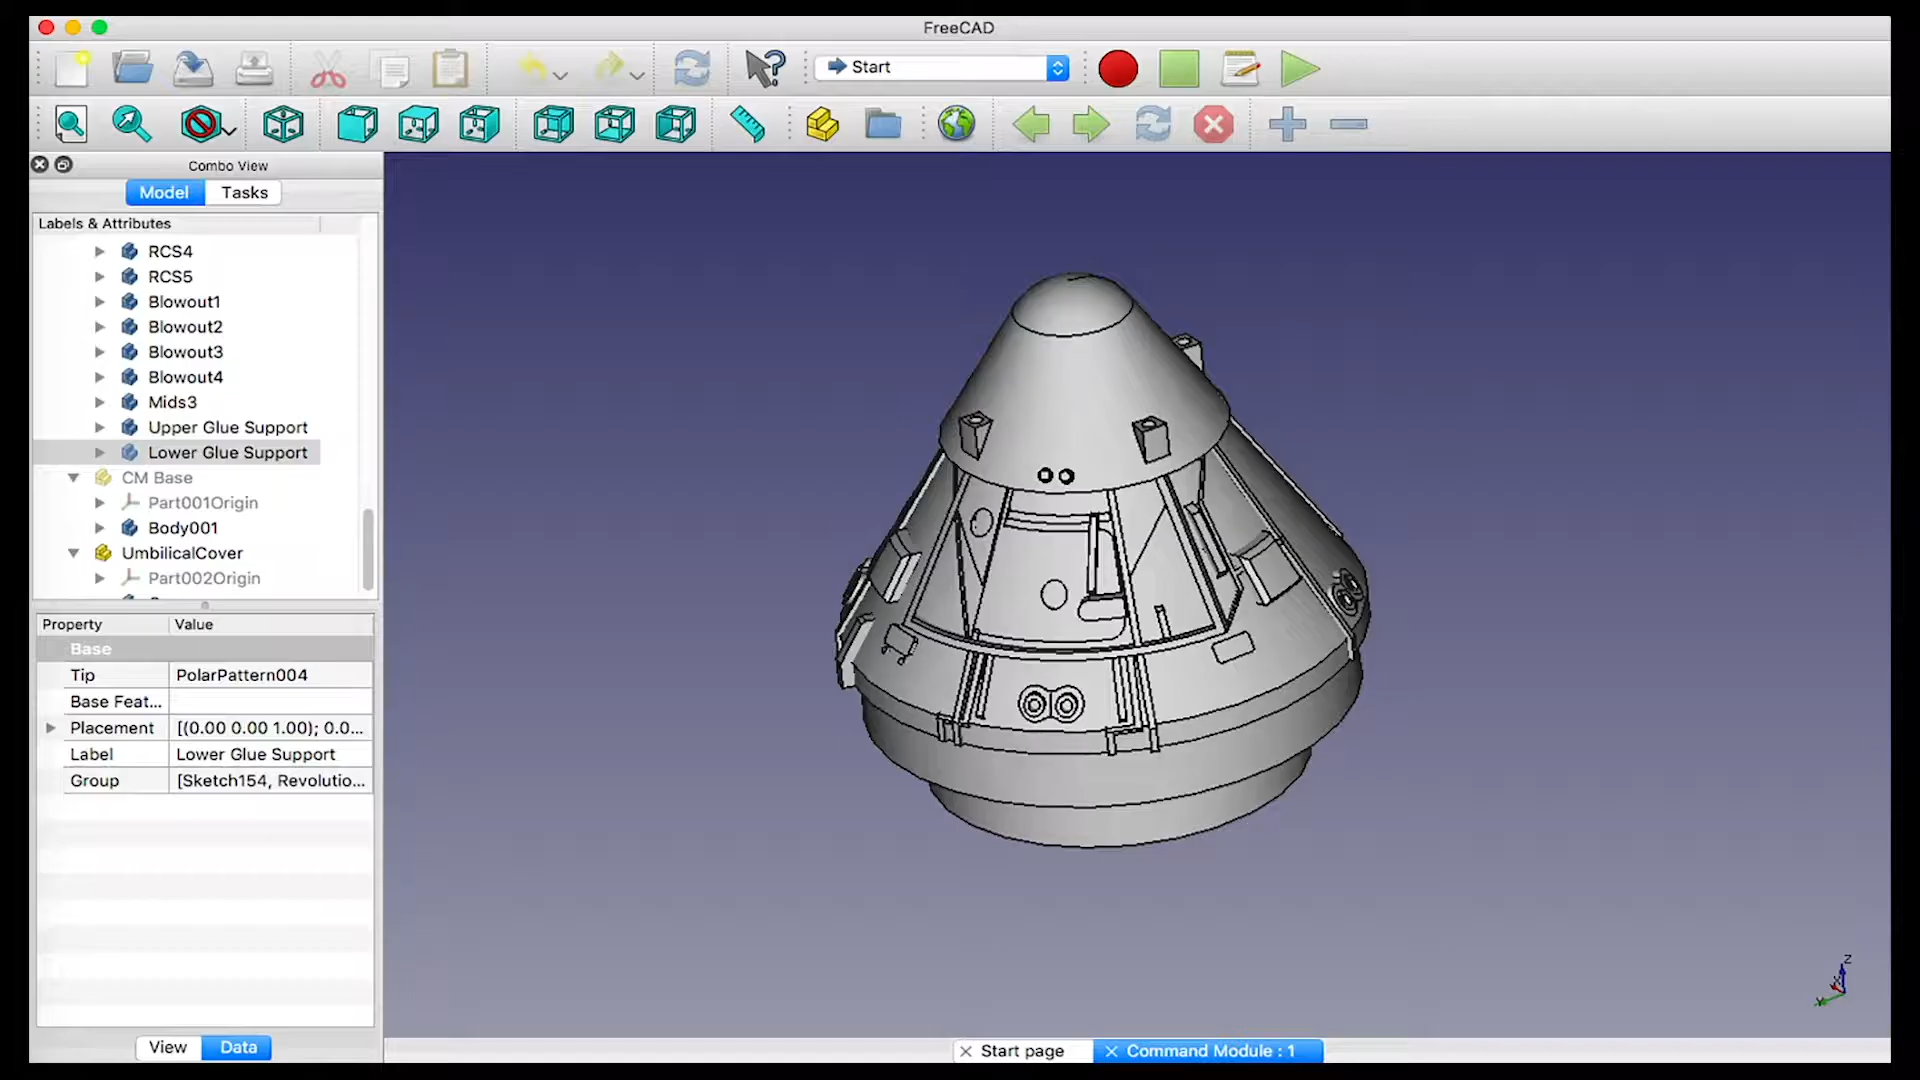 FreeCAD
Start
Combo View
Model Tasks
Labels & Attributes
RCS4
RCS5
Blowout1
Blowout2
Blowout3
Blowout4
Mids3
Upper Glue Support
Lower Glue Support
CM Base
Part001Origin
Body001
UmbilicalCover
Part002Origin
Property Value
Base
Tip PolarPattern004
Base Feat...
Placement [(0.00 0.00 1.00); 0.0...
Label Lower Glue Support
Group [Sketch154, Revolutio...
View Data
Start page Command Module : 1
Z
X
Y